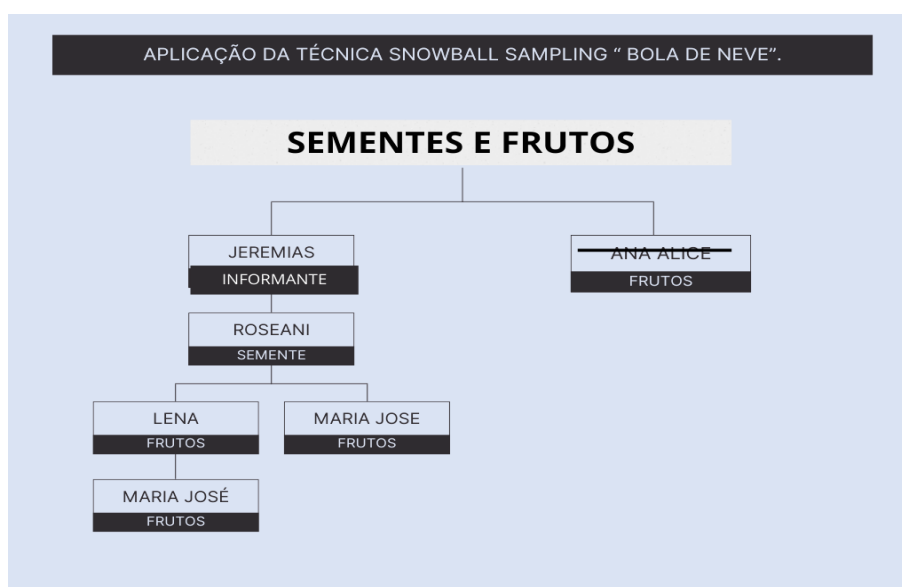 APLICAÇÃO DA TÉCNICA SNOWBALL SAMPLING “ BOLA DE NEVE”.
SEMENTES E FRUTOS
JEREMIAS
INFORMANTE
ANA ALICE
FRUTOS
ROSEANI
SEMENTE
LENA
FRUTOS
MARIA JOSE
FRUTOS
MARIA JOSÉ
FRUTOS